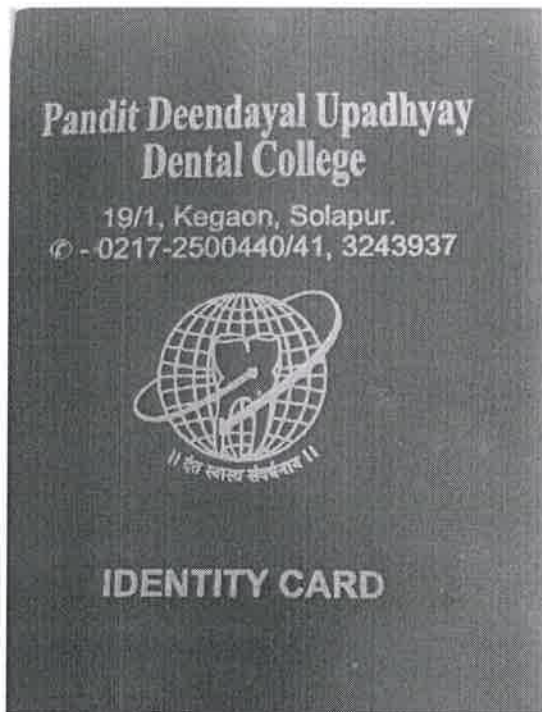 Pandit Deendayal Upadhyay
Dental College
19/1, Kegaon, Solapur.
✆ - 0217-2500440/41, 3243937
|| दंत स्वास्थ्य संवर्धनाय ||
IDENTITY CARD